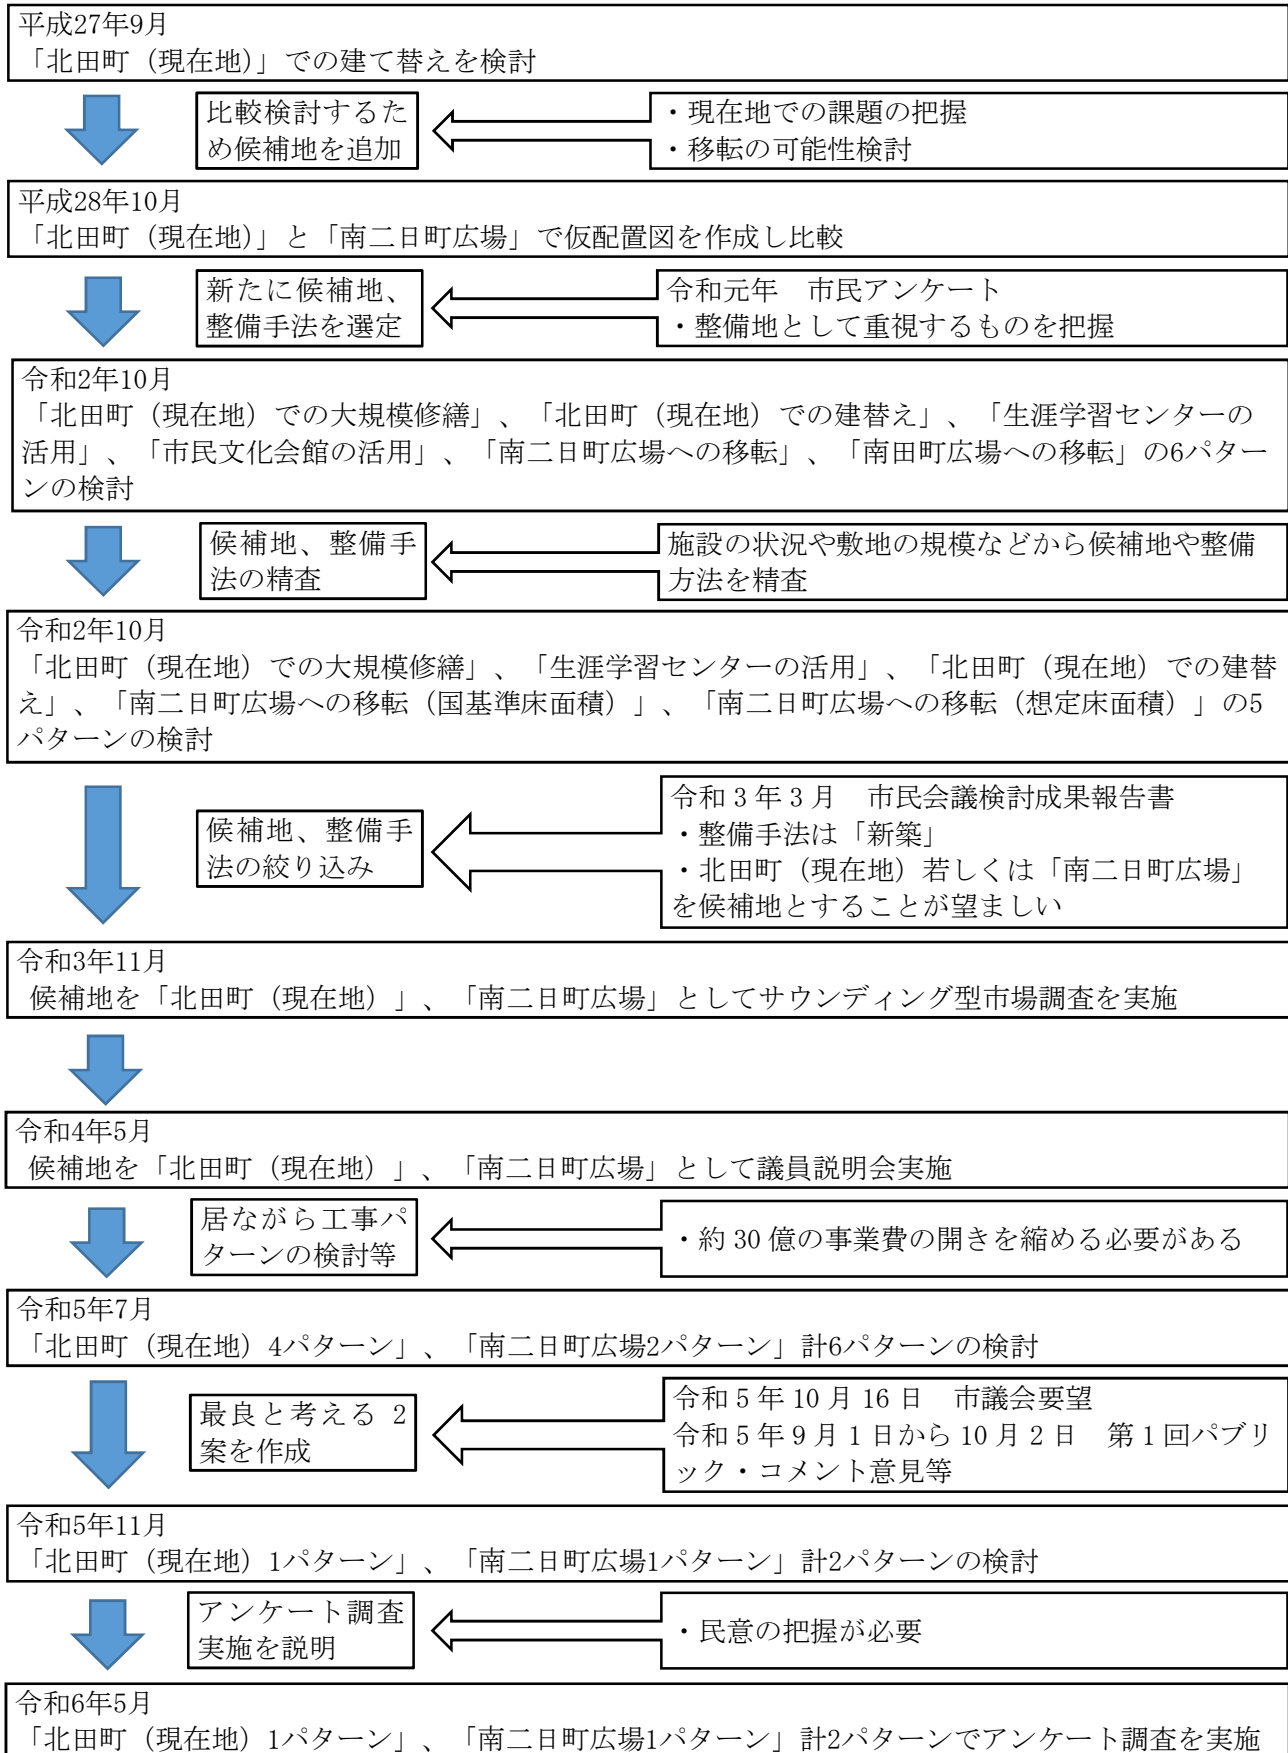 平成27年9月
「北田町（現在地）」での建て替えを検討
比較検討するた
め候補地を追加
・現在地での課題の把握
・移転の可能性検討
平成28年10月
「北田町（現在地）」と「南二日町広場」で仮配置図を作成し比較
新たに候補地、
整備手法を選定
令和元年　市民アンケート
・整備地として重視するものを把握
令和2年10月
「北田町（現在地）での大規模修繕」、「北田町（現在地）での建替え」、「生涯学習センターの
活用」、「市民文化会館の活用」、「南二日町広場への移転」、「南田町広場への移転」の6パター
ンの検討
候補地、整備手
法の精査
施設の状況や敷地の規模などから候補地や整備
方法を精査
令和2年10月
「北田町（現在地）での大規模修繕」、「生涯学習センターの活用」、「北田町（現在地）での建替
え」、「南二日町広場への移転（国基準床面積）」、「南二日町広場への移転（想定床面積）」の5
パターンの検討
候補地、整備手
法の絞り込み
令和３年３月　市民会議検討成果報告書
・整備手法は「新築」
・北田町（現在地）若しくは「南二日町広場」
を候補地とすることが望ましい
令和3年11月
候補地を「北田町（現在地）」、「南二日町広場」としてサウンディング型市場調査を実施
令和4年5月
候補地を「北田町（現在地）」、「南二日町広場」として議員説明会実施
居ながら工事パ
ターンの検討等
・約 30 億の事業費の開きを縮める必要がある
令和5年7月
「北田町（現在地）4パターン」、「南二日町広場2パターン」計6パターンの検討
最良と考える 2
案を作成
令和 5 年 10 月 16 日　市議会要望
令和 5 年 9 月 1 日から 10 月 2 日　第 1 回パブリ
ック・コメント意見等
令和5年11月
「北田町（現在地）1パターン」、「南二日町広場1パターン」計2パターンの検討
アンケート調査
実施を説明
・民意の把握が必要
令和6年5月
「北田町（現在地）1パターン」、「南二日町広場1パターン」計2パターンでアンケート調査を実施